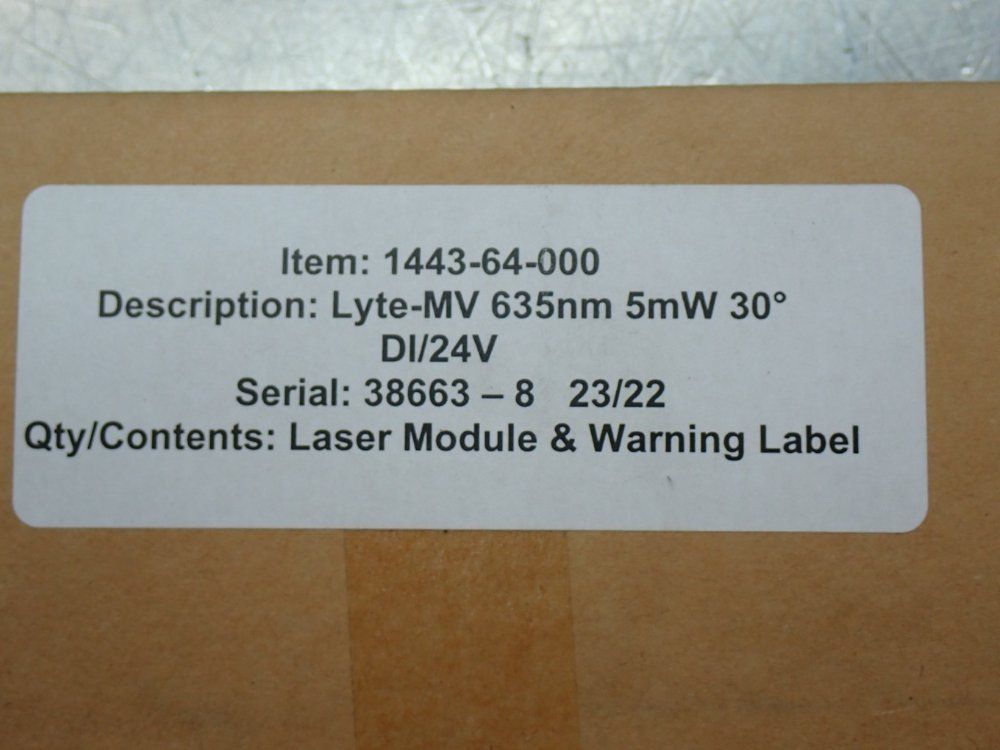 Item: 1443-64-000
Description: Lyte-MV 635nm 5mW 30°
DI/24V
Serial: 38663 – 8 23/22
Qty/Contents: Laser Module & Warning Label